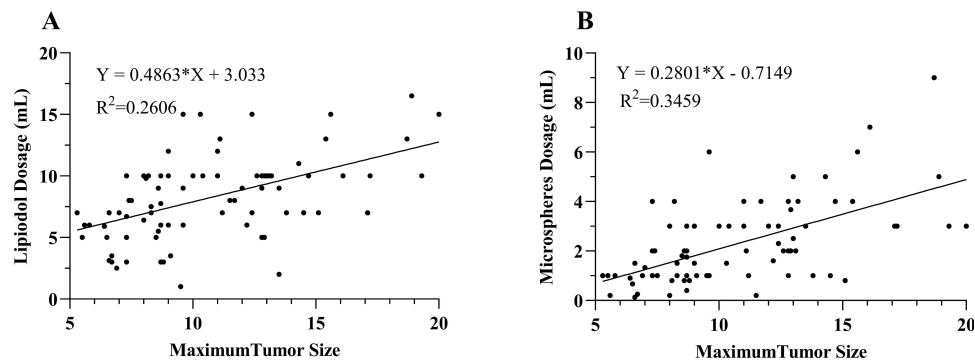 A
Y = 0.4863*X + 3.033
R2=0.2606
Lipiodol Dosage (mL)
20
15
10
5
0
5 10 15 20
MaximumTumor Size
B
Y = 0.2801*X - 0.7149
R2=0.3459
Microspheres Dosage (mL)
10
8
6
4
2
0
5 10 15 20
MaximumTumor Size